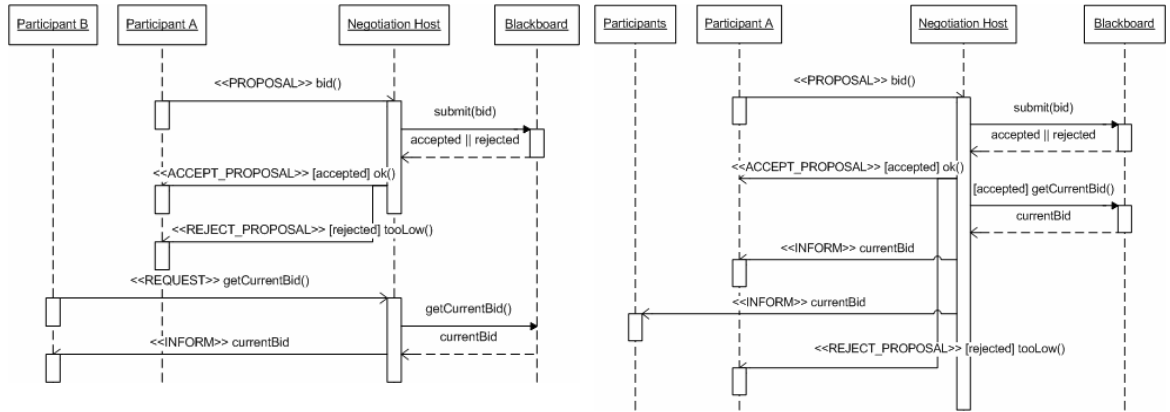 Participant B
Participant A
Negotiation Host
Blackboard
<<PROPOSAL>> bid()
submit(bid)
accepted || rejected
<<ACCEPT_PROPOSAL>> [accepted] ok()
<<REJECT_PROPOSAL>> [rejected] tooLow()
<<REQUEST>> getCurrentBid()
getCurrentBid()
currentBid
<<INFORM>> currentBid
Participants
Participant A
Negotiation Host
Blackboard
<<PROPOSAL>> bid()
submit(bid)
accepted || rejected
<<ACCEPT_PROPOSAL>> [accepted] ok()
[accepted] getCurrentBid()
currentBid
<<INFORM>> currentBid
<<INFORM>> currentBid
<<REJECT_PROPOSAL>> [rejected] tooLow()